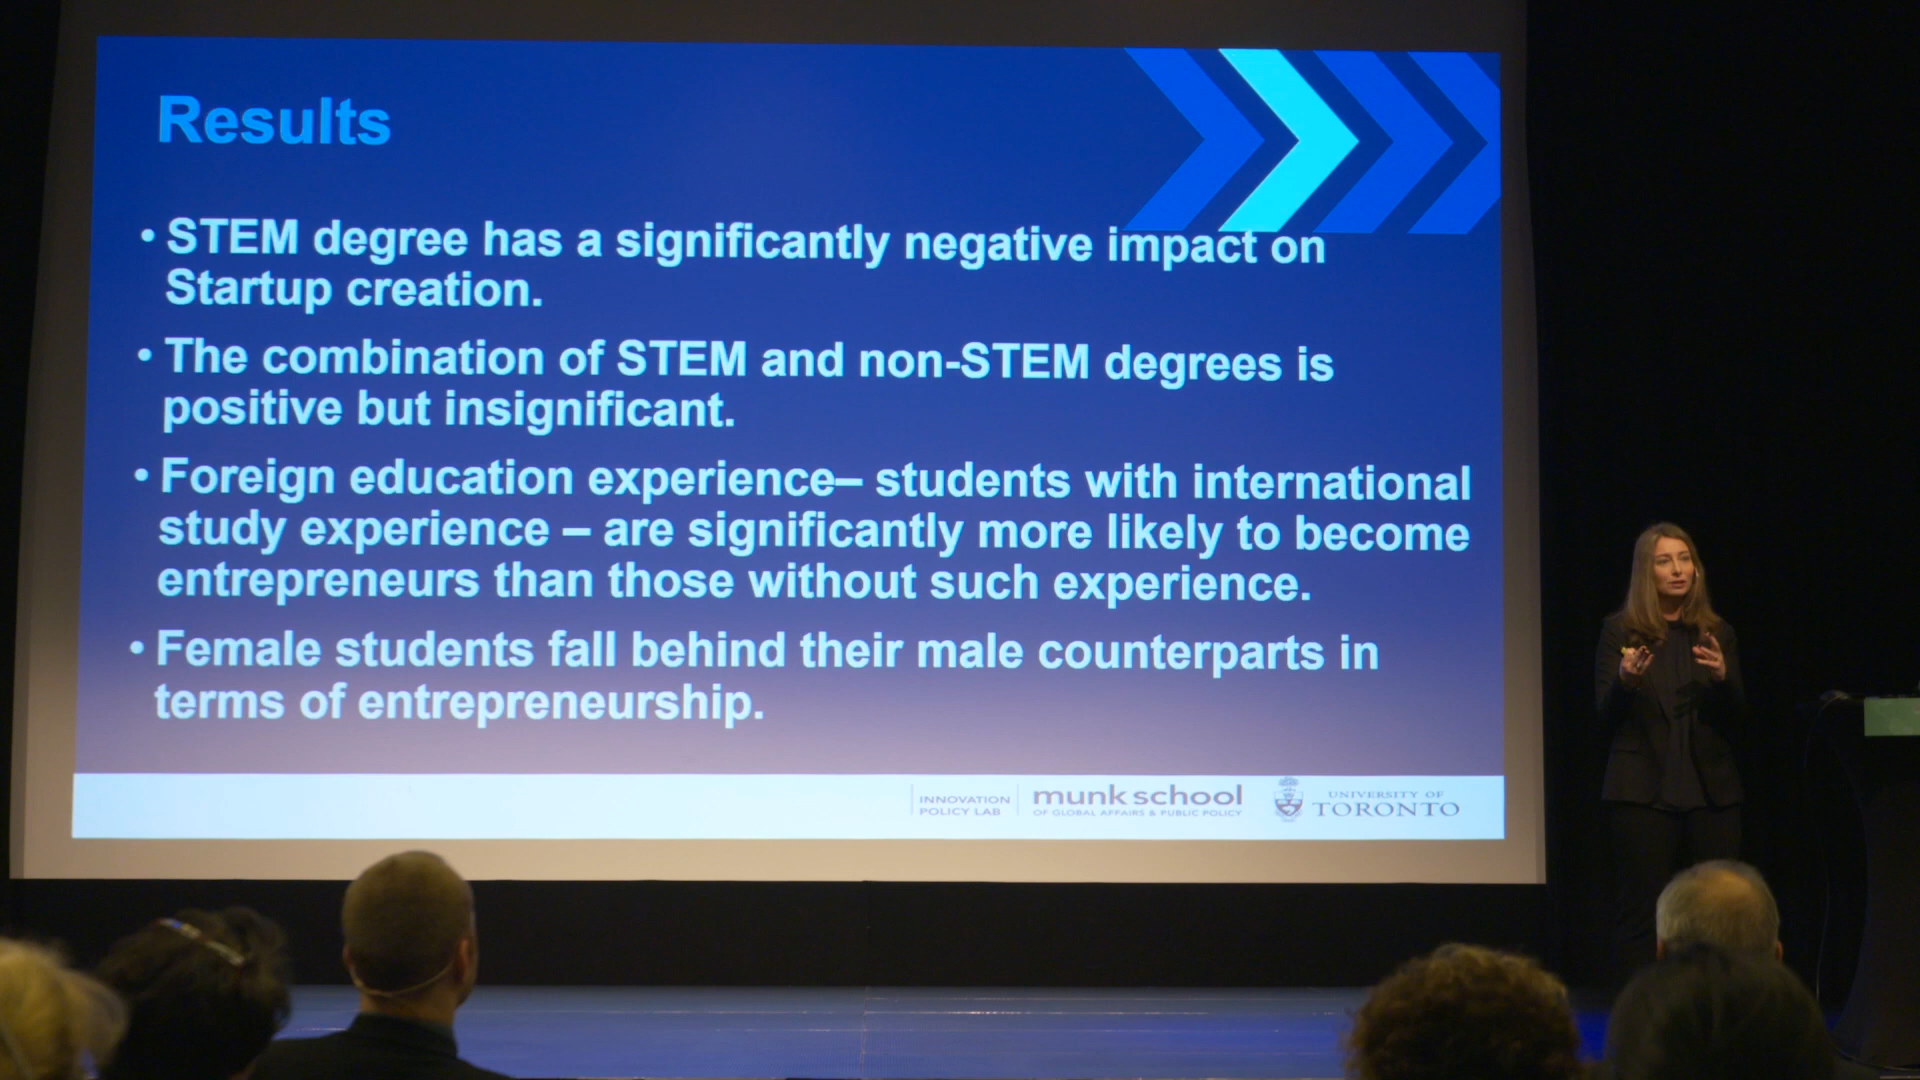 Results
• STEM degree has a significantly negative impact on
Startup creation.
• The combination of STEM and non-STEM degrees is
positive but insignificant.
• Foreign education experience– students with international
study experience – are significantly more likely to become
entrepreneurs than those without such experience.
• Female students fall behind their male counterparts in
terms of entrepreneurship.
INNOVATION
POLICY LAB
munk school
OF GLOBAL AFFAIRS & PUBLIC POLICY
UNIVERSITY OF
TORONTO